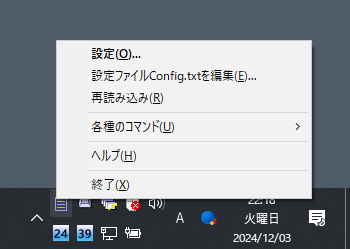 設定(O)...
設定ファイルConfig.txtを編集(E)...
再読み込み(R)
各種のコマンド(U)
ヘルプ(H)
終了(X)
22:18
A
火曜日
24 39
2024/12/03